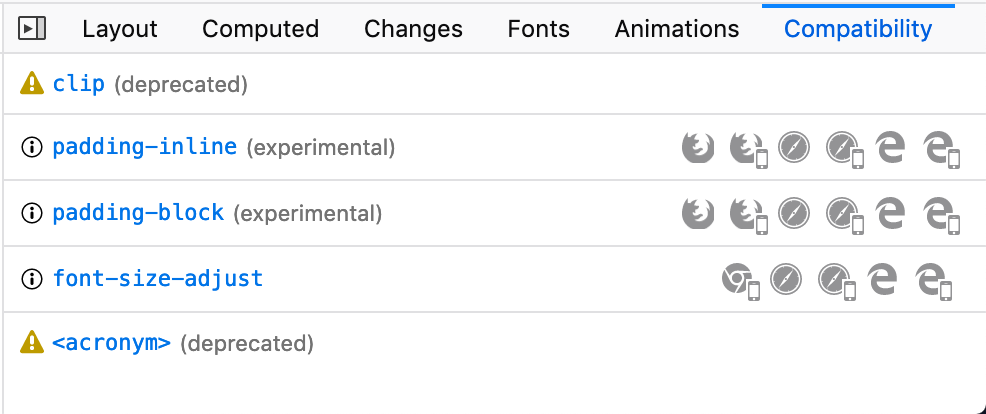 Layout Computed Changes Fonts Animations Compatibility
clip (deprecated)
padding-inline (experimental)
padding-block (experimental)
font-size-adjust
<acronym> (deprecated)